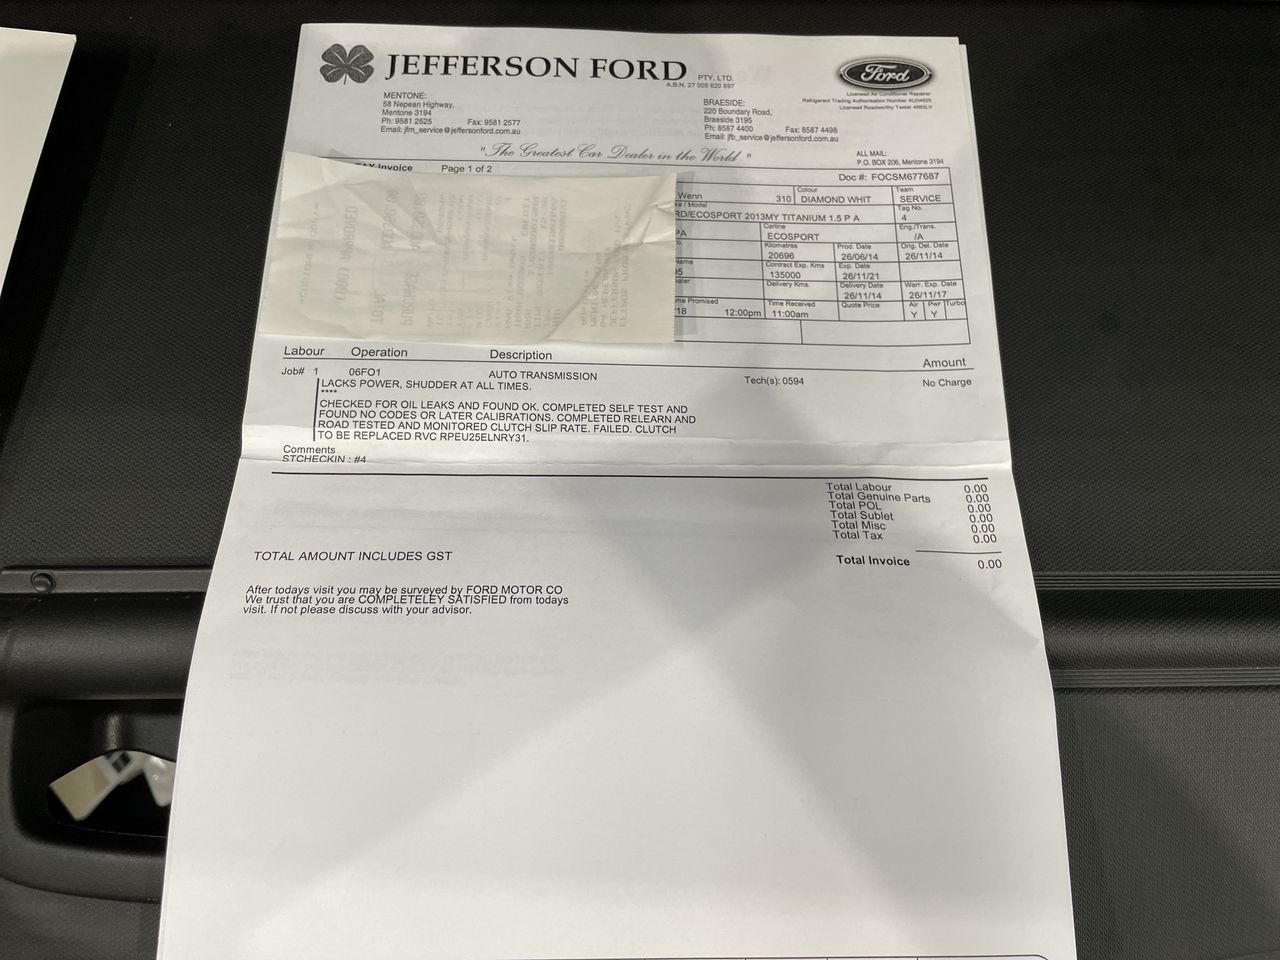 JEFFERSON FORD PTY. LTD.
A.B.N. 27 005 620 897
Ford
Licensed Air Conditioner Repairer
Refrigerant Trading Authorisation Number AU04625
Licensed Roadworthy Tester
MENTONE:
58 Nepean Highway,
Mentone 3194
Ph: 9581 2525 Fax: 9581 2577
Email: jfm_service@jeffersonford.com.au
BRAESIDE:
220 Boundary Road,
Braeside 3195
Ph: 8587 4400 Fax: 8587 4498
Email: jfb_service@jeffersonford.com.au
"The Greatest Car Dealer in the World"
ALL MAIL:
P.O. BOX 206, Mentone 3194
Invoice Page 1 of 2
Doc #: FOCSM677687
Wenn 310 Colour DIAMOND WHIT Team SERVICE
Model Tag No.
RD/ECOSPORT 2013MY TITANIUM 1.5 P A 4
PA Carline ECOSPORT Eng./Trans. /A
Kilometres Prod. Date Orig. Del. Date
20696 26/06/14 26/11/14
Name Contract Exp. Kms Exp. Date
95 135000 26/11/21
Delivery Kms. Delivery Date Warr. Exp. Date
26/11/14 26/11/17
Promised Time Received Quote Price Air Pwr Turbo
18 12:00pm 11:00am Y Y
TOTAL
PURCHASE
APPROVED
Labour Operation Description Amount
Job# 1 06FO1 AUTO TRANSMISSION Tech(s): 0594 No Charge
LACKS POWER, SHUDDER AT ALL TIMES.
****
CHECKED FOR OIL LEAKS AND FOUND OK. COMPLETED SELF TEST AND
FOUND NO CODES OR LATER CALIBRATIONS. COMPLETED RELEARN AND
ROAD TESTED AND MONITORED CLUTCH SLIP RATE. FAILED. CLUTCH
TO BE REPLACED RVC RPEU25ELNRY31.
Comments
STCHECKIN : #4
Total Labour 0.00
Total Genuine Parts 0.00
Total POL 0.00
Total Sublet 0.00
Total Misc 0.00
Total Tax 0.00
TOTAL AMOUNT INCLUDES GST
Total Invoice 0.00
After todays visit you may be surveyed by FORD MOTOR CO
We trust that you are COMPLETELEY SATISFIED from todays
visit. If not please discuss with your advisor.